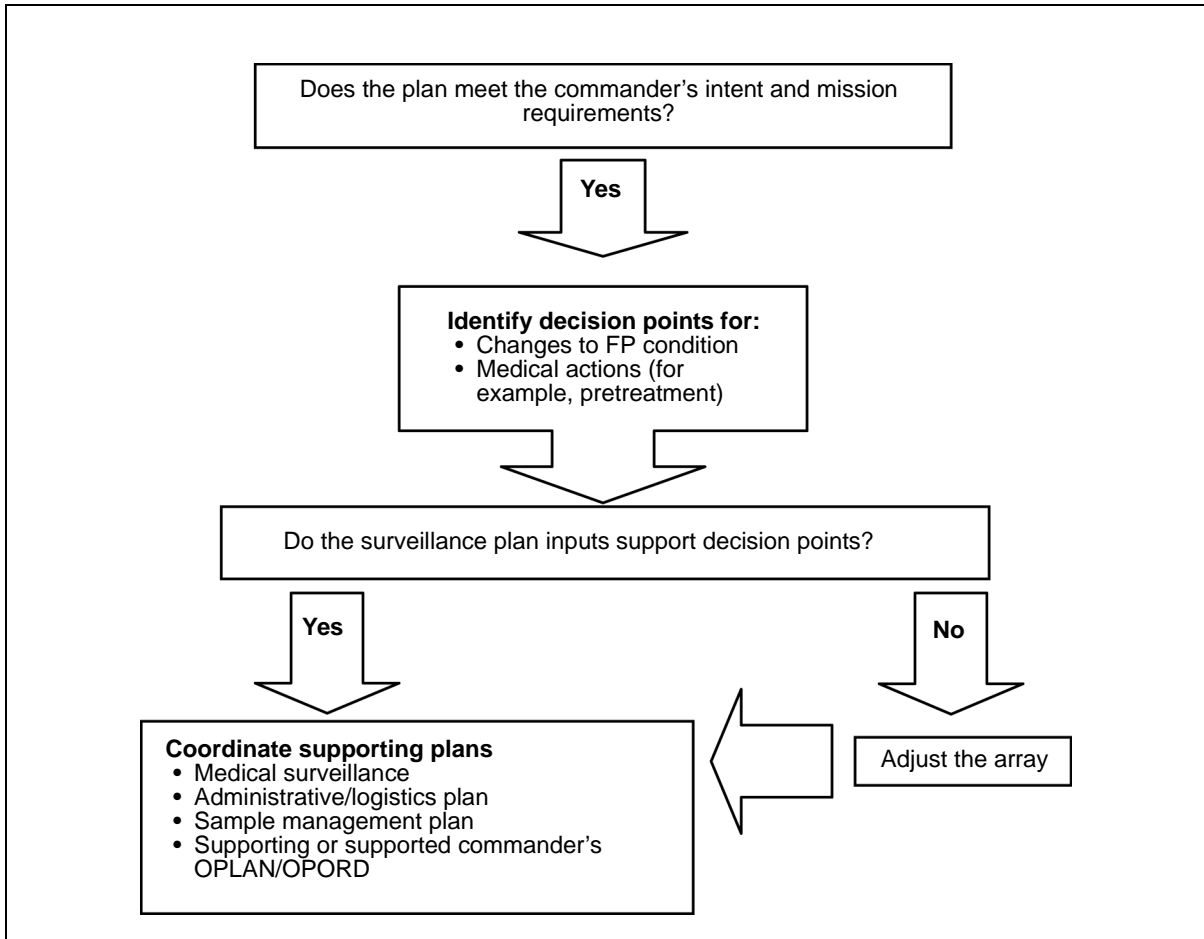 Does the plan meet the commander’s intent and mission
requirements?
Yes
Identify decision points for:
• Changes to FP condition
• Medical actions (for
example, pretreatment)
Do the surveillance plan inputs support decision points?
Yes
No
Coordinate supporting plans
• Medical surveillance
• Administrative/logistics plan
• Sample management plan
• Supporting or supported commander’s
OPLAN/OPORD
Adjust the array